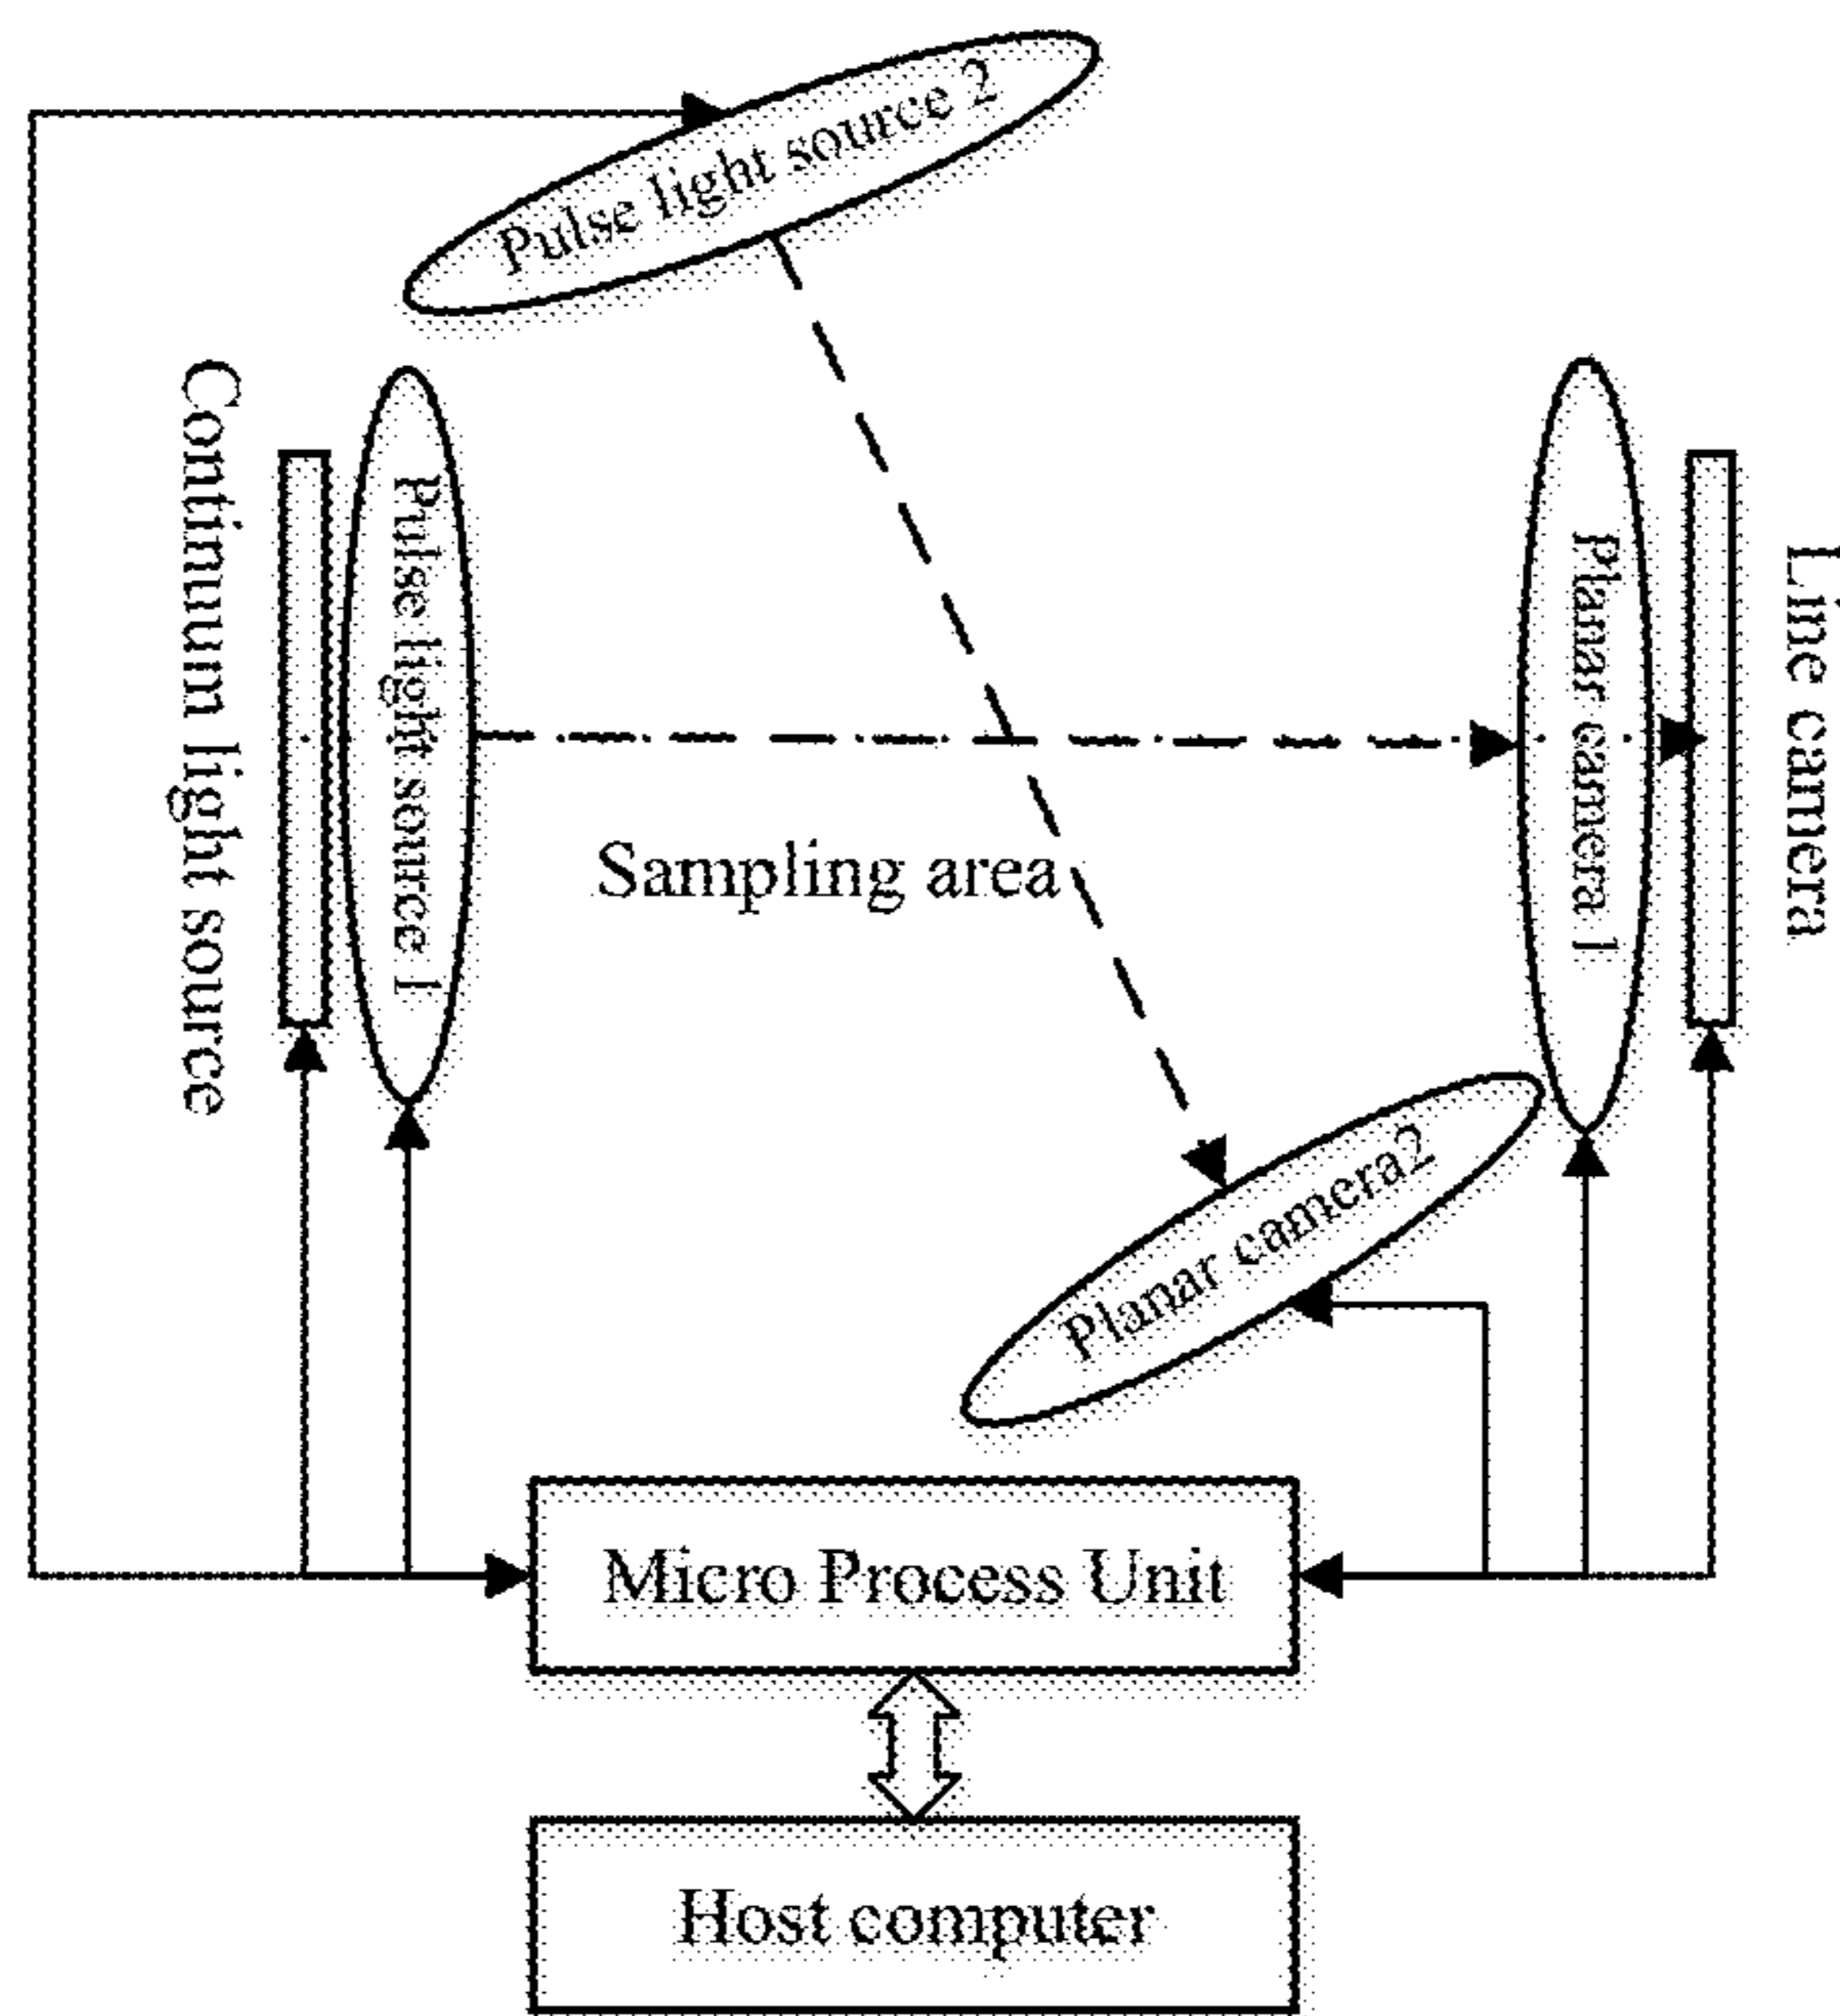 Pulse light source 2
Continuum light source
Pulse light source 1
Planar camera 1
Line camera
Sampling area
Planar camera2
Micro Process Unit
Host computer